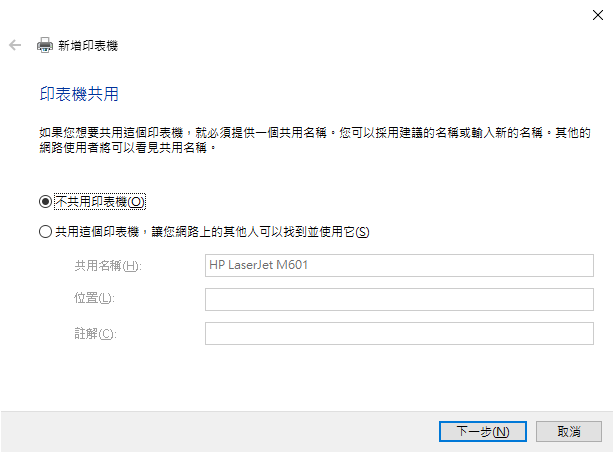 新增印表機
印表機共用
如果您想要共用這個印表機，就必須提供一個共用名稱。您可以採用建議的名稱或輸入新的名稱。其他的
網路使用者將可以看見共用名稱。
不共用印表機(O)
共用這個印表機，讓您網路上的其他人可以找到並使用它(S)
共用名稱(H): HP LaserJet M601
位置(L):
註解(C):
下一步(N) 取消